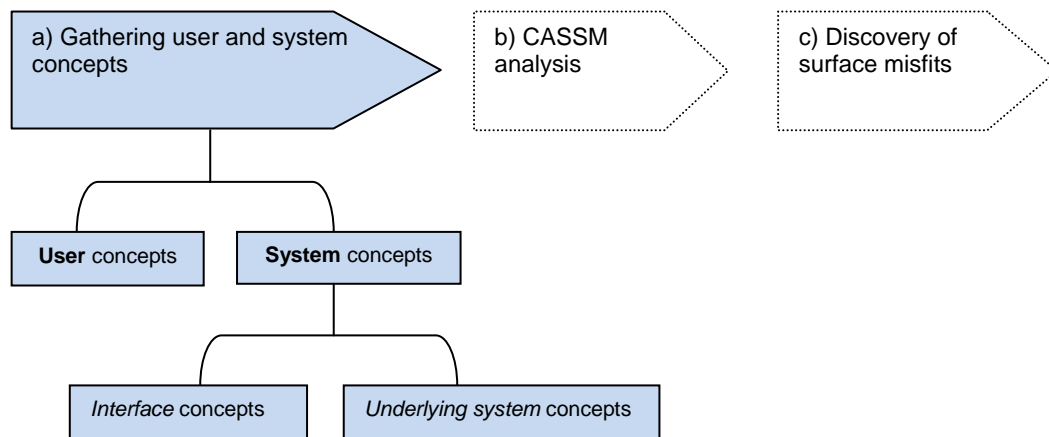 a) Gathering user and system
concepts
b) CASSM
analysis
c) Discovery of
surface misfits
User concepts
System concepts
Interface concepts
Underlying system concepts